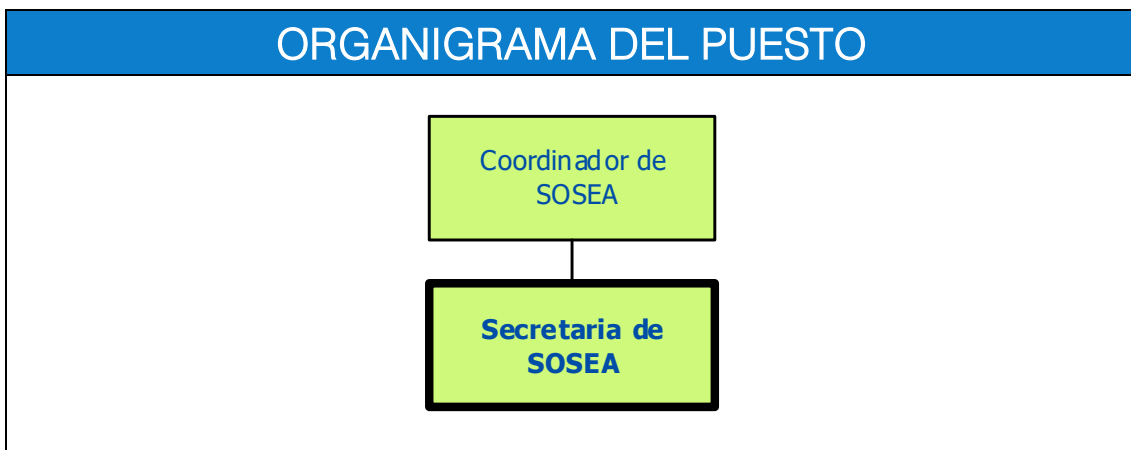 ORGANIGRAMA DEL PUESTO
Coordinador de
SOSEA
Secretaria de
SOSEA